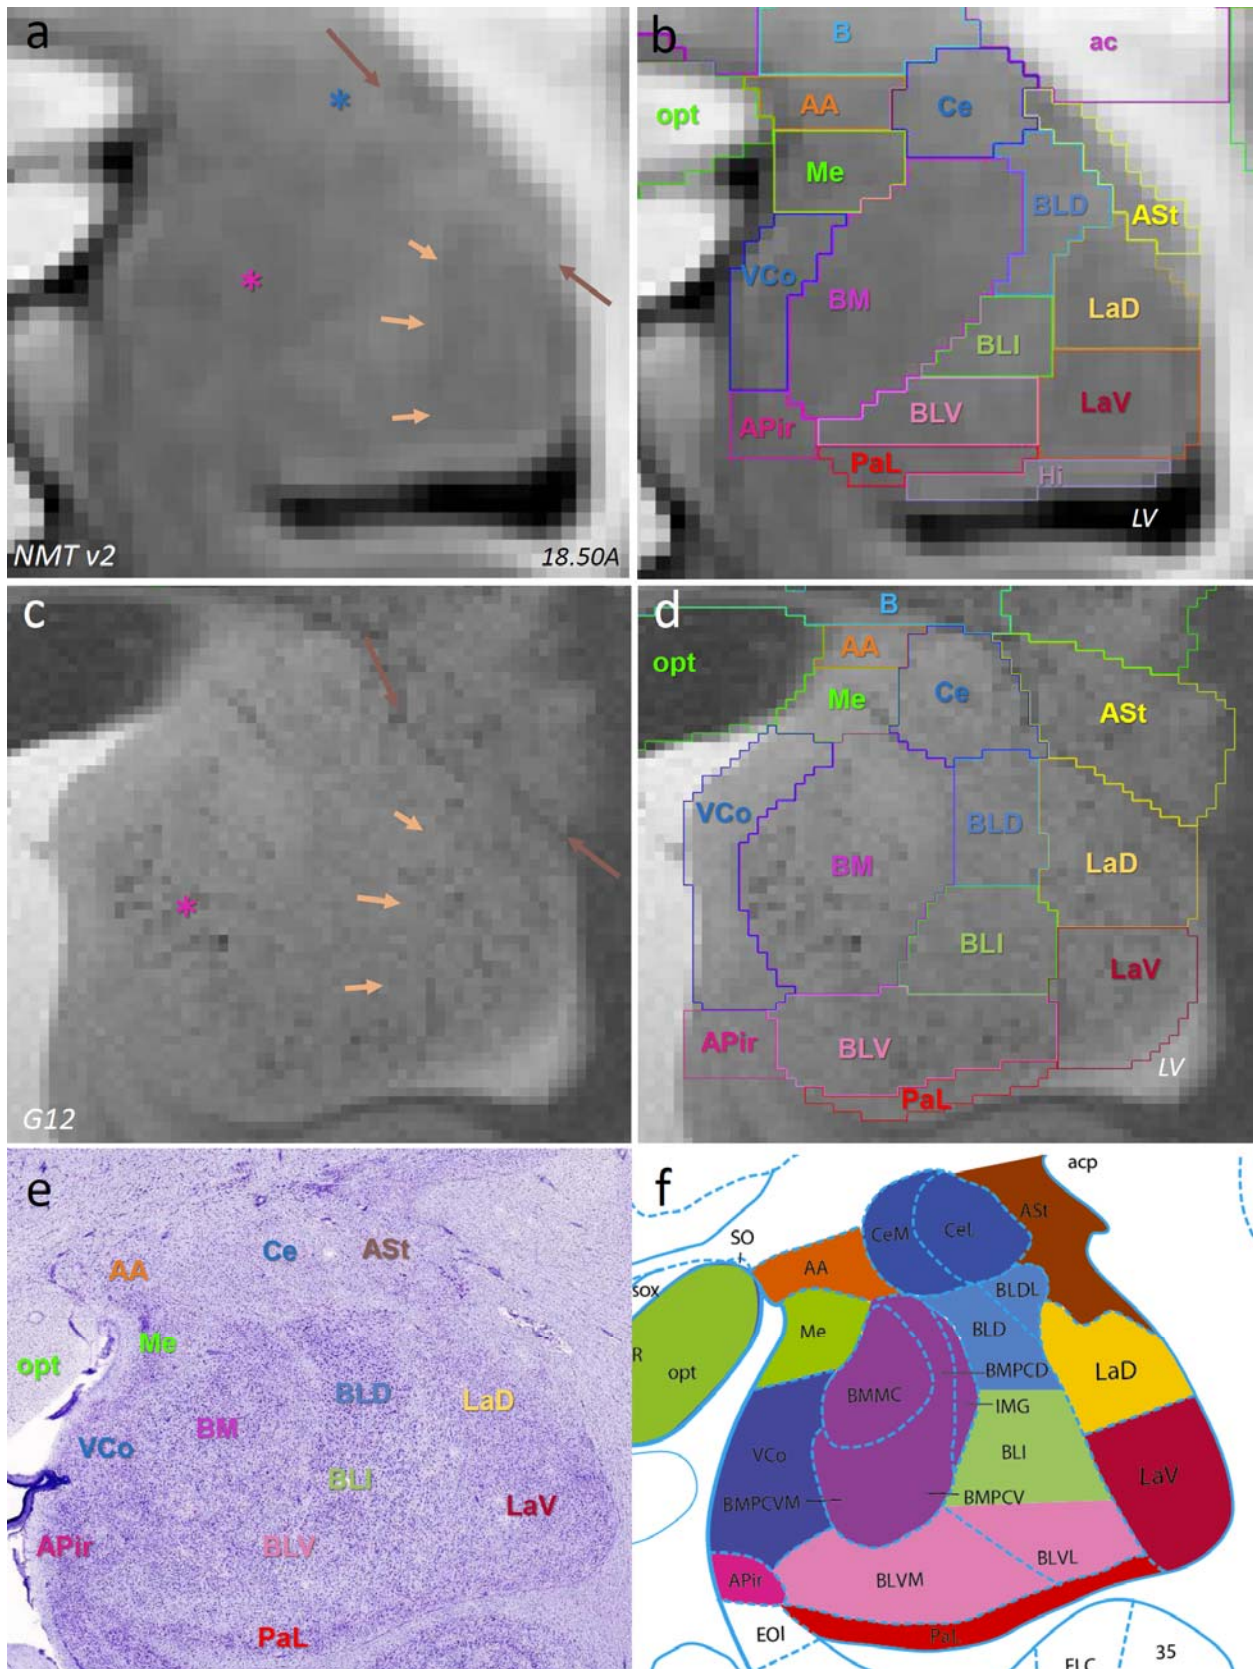 a
*
*
NMT v2
18.50A
b
B
ac
opt
AA
Ce
Me
BLD
ASt
VCo
BM
LaD
BLI
LaV
BLV
APir
PaL
Hi
LV
c
*
G12
d
B
opt
AA
Me
Ce
ASt
VCo
BLD
BM
LaD
BLI
LaV
APir
BLV
LV
PaL
e
Ce
ASt
AA
Me
opt
BLD
LaD
BM
VCo
BLI
LaV
APir
BLV
PaL
f
acp
SO
CeM
CeL
ASt
AA
sox
BLDL
Me
BLD
R
opt
BMPCD
LaD
BMMC
IMG
VCo
BLI
LaV
BMPCVM
BMPCV
BLVL
APir
BLVM
EOl
PaL
35